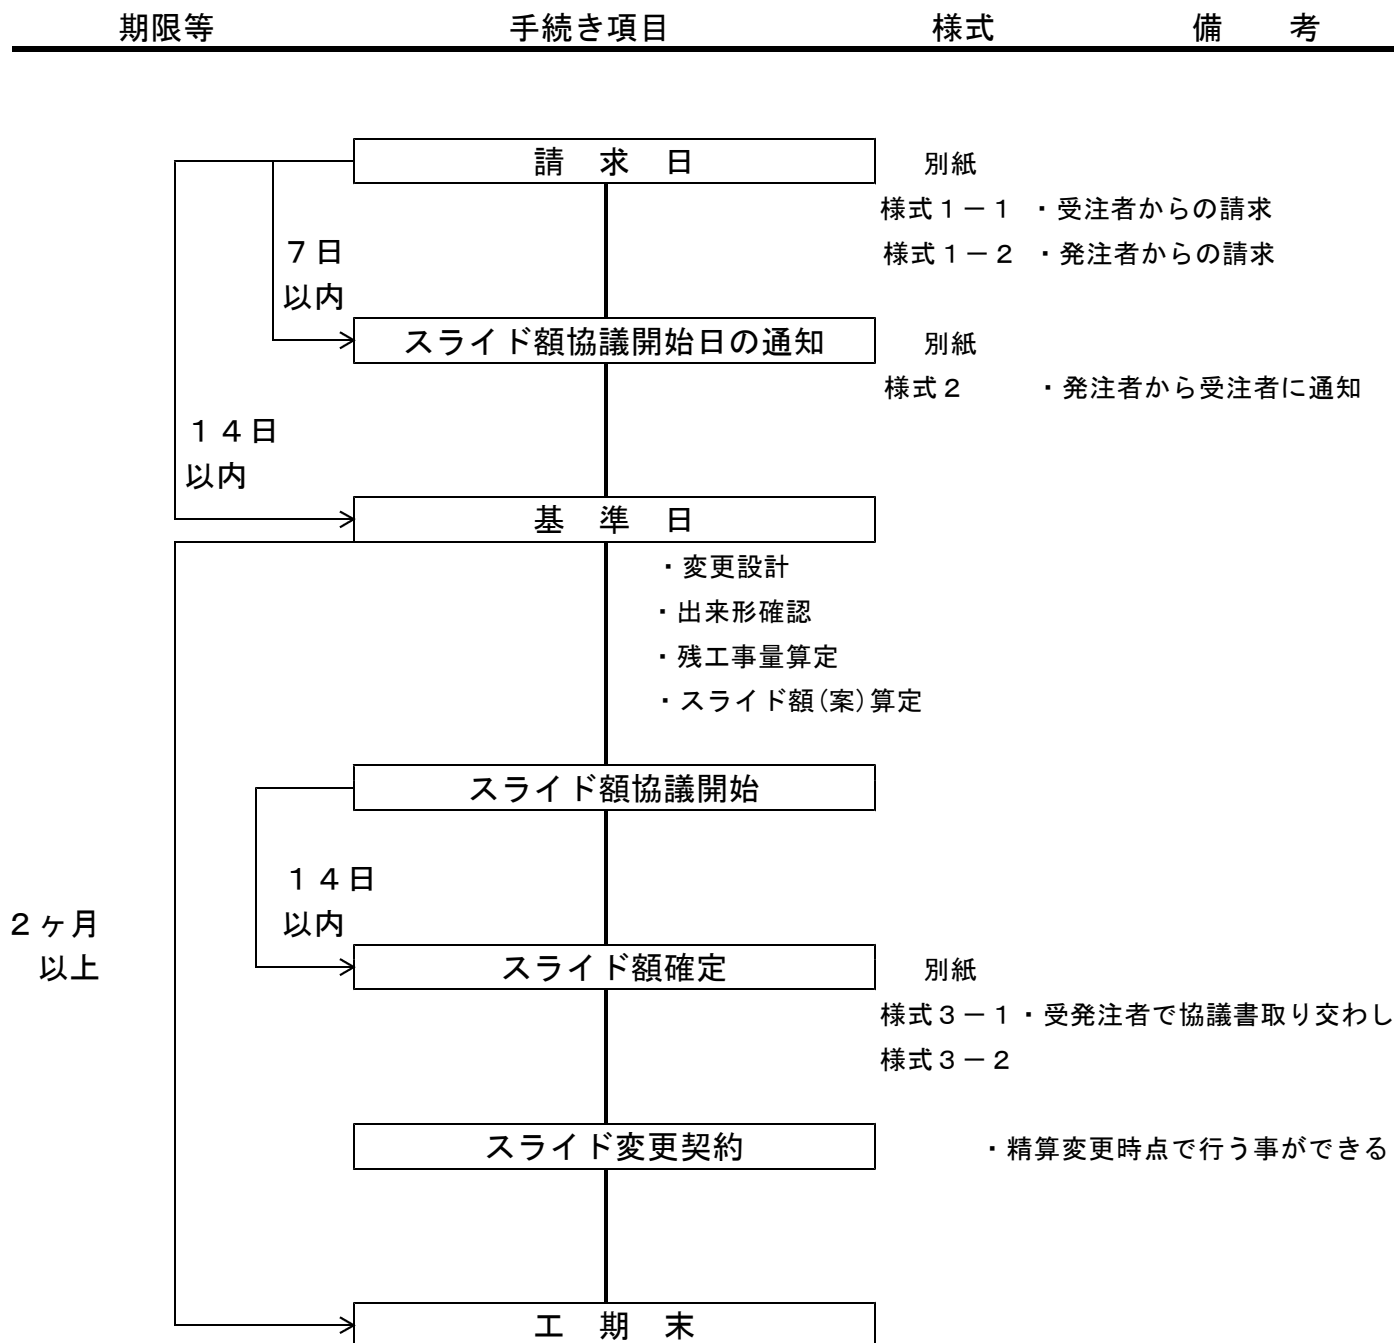 期限等　手続き項目　様式　備　考
請　求　日　別紙
様式１－１　・受注者からの請求
７日　様式１－２　・発注者からの請求
以内
スライド額協議開始日の通知　別紙
様式２　・発注者から受注者に通知
１４日
以内
基　準　日
・変更設計
・出来形確認
・残工事量算定
・スライド額(案)算定
スライド額協議開始
１４日
２ヶ月　以内
以上　スライド額確定　別紙
様式３－１・受発注者で協議書取り交わし
様式３－２
スライド変更契約　・精算変更時点で行う事ができる
工　期　末